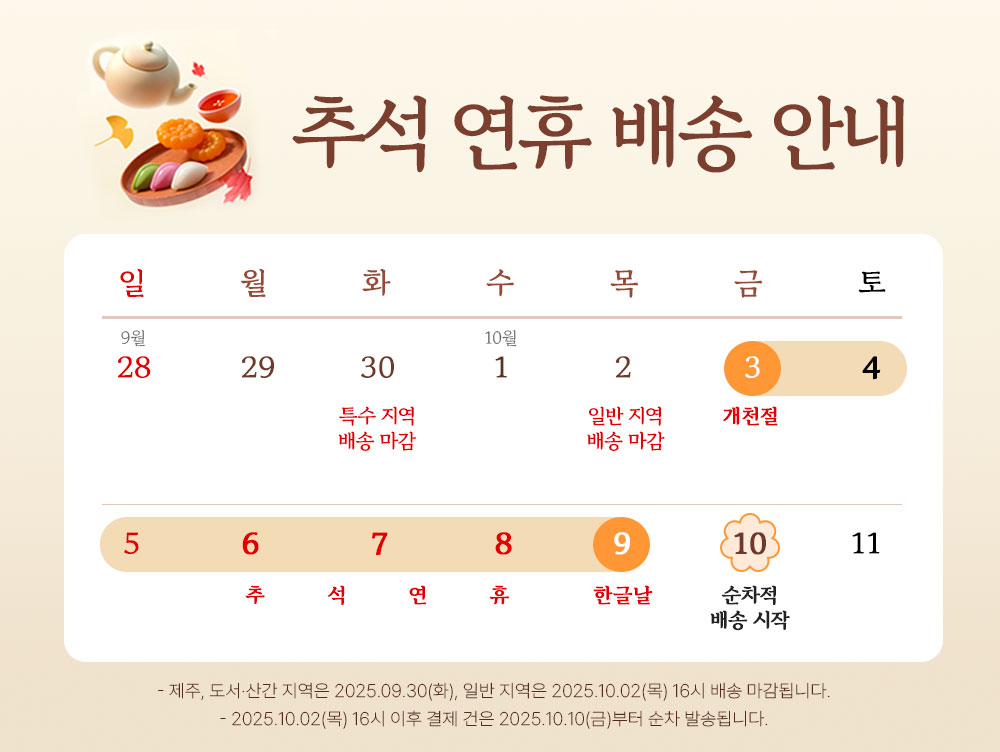 추석 연휴 배송 안내
일 월 화 수 목 금 토
9월 10월
28 29 30 1 2 3 4
특수 지역 일반 지역 개천절
배송 마감 배송 마감
5 6 7 8 9 10 11
추 석 연 휴 한글날 순차적
배송 시작
- 제주, 도서·산간 지역은 2025.09.30(화), 일반 지역은 2025.10.02(목) 16시 배송 마감됩니다.
- 2025.10.02(목) 16시 이후 결제 건은 2025.10.10(금)부터 순차 발송됩니다.